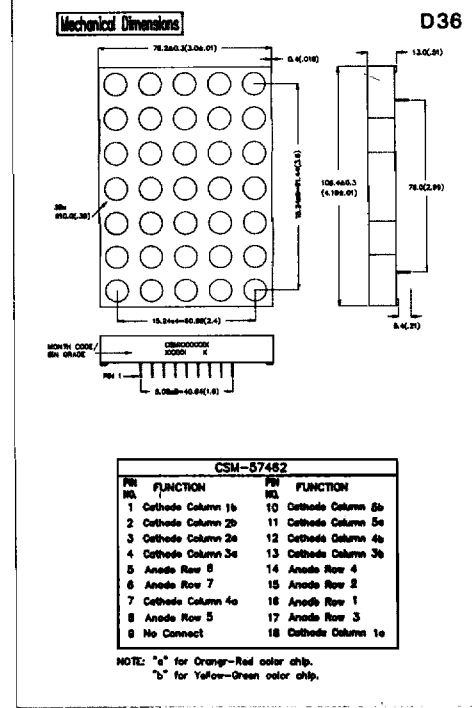 Mechanical Dimensions
D36
76.2±0.3(3.0±.01)
0.4(.016)
13.0(.51)
15.24x6=91.44(3.6)
106.4±0.3
(4.19±.01)
76.0(2.99)
ø10.0(.39)
15.24x4=60.96(2.4)
5.4(.21)
MONTH CODE/
BIN GRADE
PIN 1
5.08x8=40.64(1.6)
CSM-57462
PIN NO. FUNCTION PIN NO. FUNCTION
1 Cathode Column 1b 10 Cathode Column 5b
2 Cathode Column 2b 11 Cathode Column 5a
3 Cathode Column 2a 12 Cathode Column 4b
4 Cathode Column 3a 13 Cathode Column 3b
5 Anode Row 6 14 Anode Row 4
6 Anode Row 7 15 Anode Row 2
7 Cathode Column 4a 16 Anode Row 1
8 Anode Row 5 17 Anode Row 3
9 No Connect 18 Cathode Column 1a
NOTE: "a" for Orangr-Red color chip.
"b" for Yellow-Green color chip.